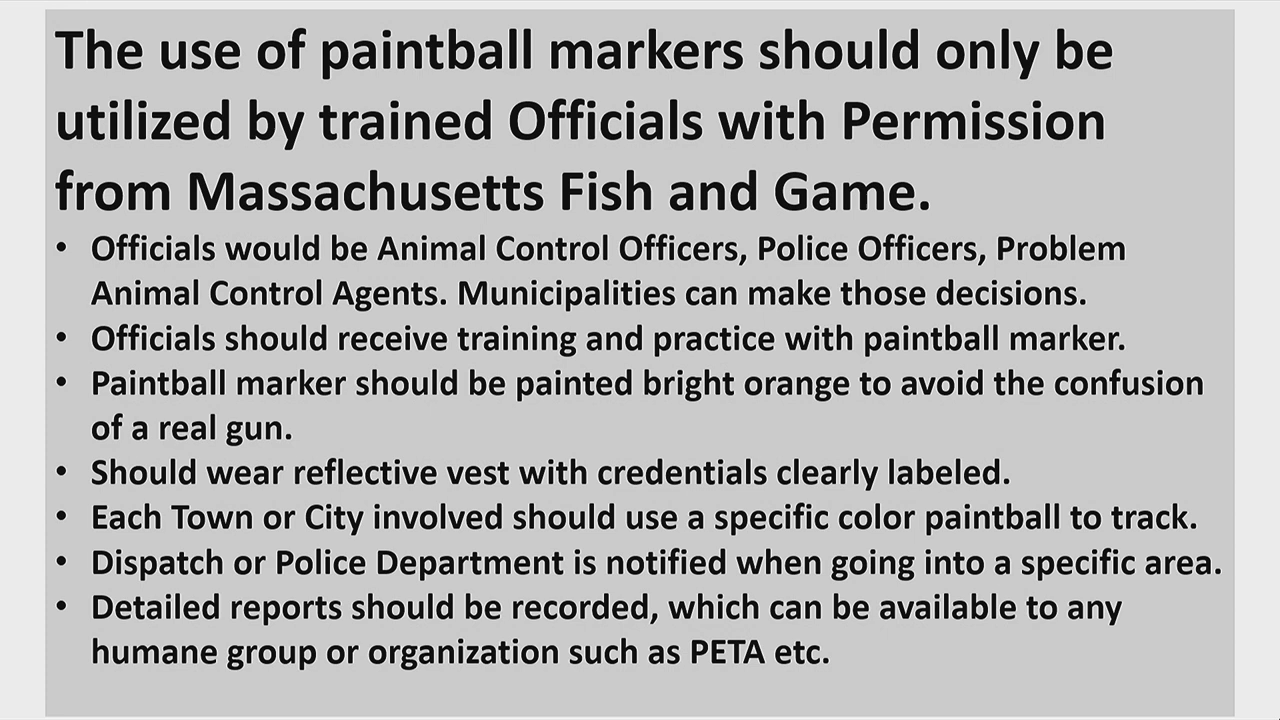 The use of paintball markers should only be
utilized by trained Officials with Permission
from Massachusetts Fish and Game.
• Officials would be Animal Control Officers, Police Officers, Problem
Animal Control Agents. Municipalities can make those decisions.
• Officials should receive training and practice with paintball marker.
• Paintball marker should be painted bright orange to avoid the confusion
of a real gun.
• Should wear reflective vest with credentials clearly labeled.
• Each Town or City involved should use a specific color paintball to track.
• Dispatch or Police Department is notified when going into a specific area.
• Detailed reports should be recorded, which can be available to any
humane group or organization such as PETA etc.